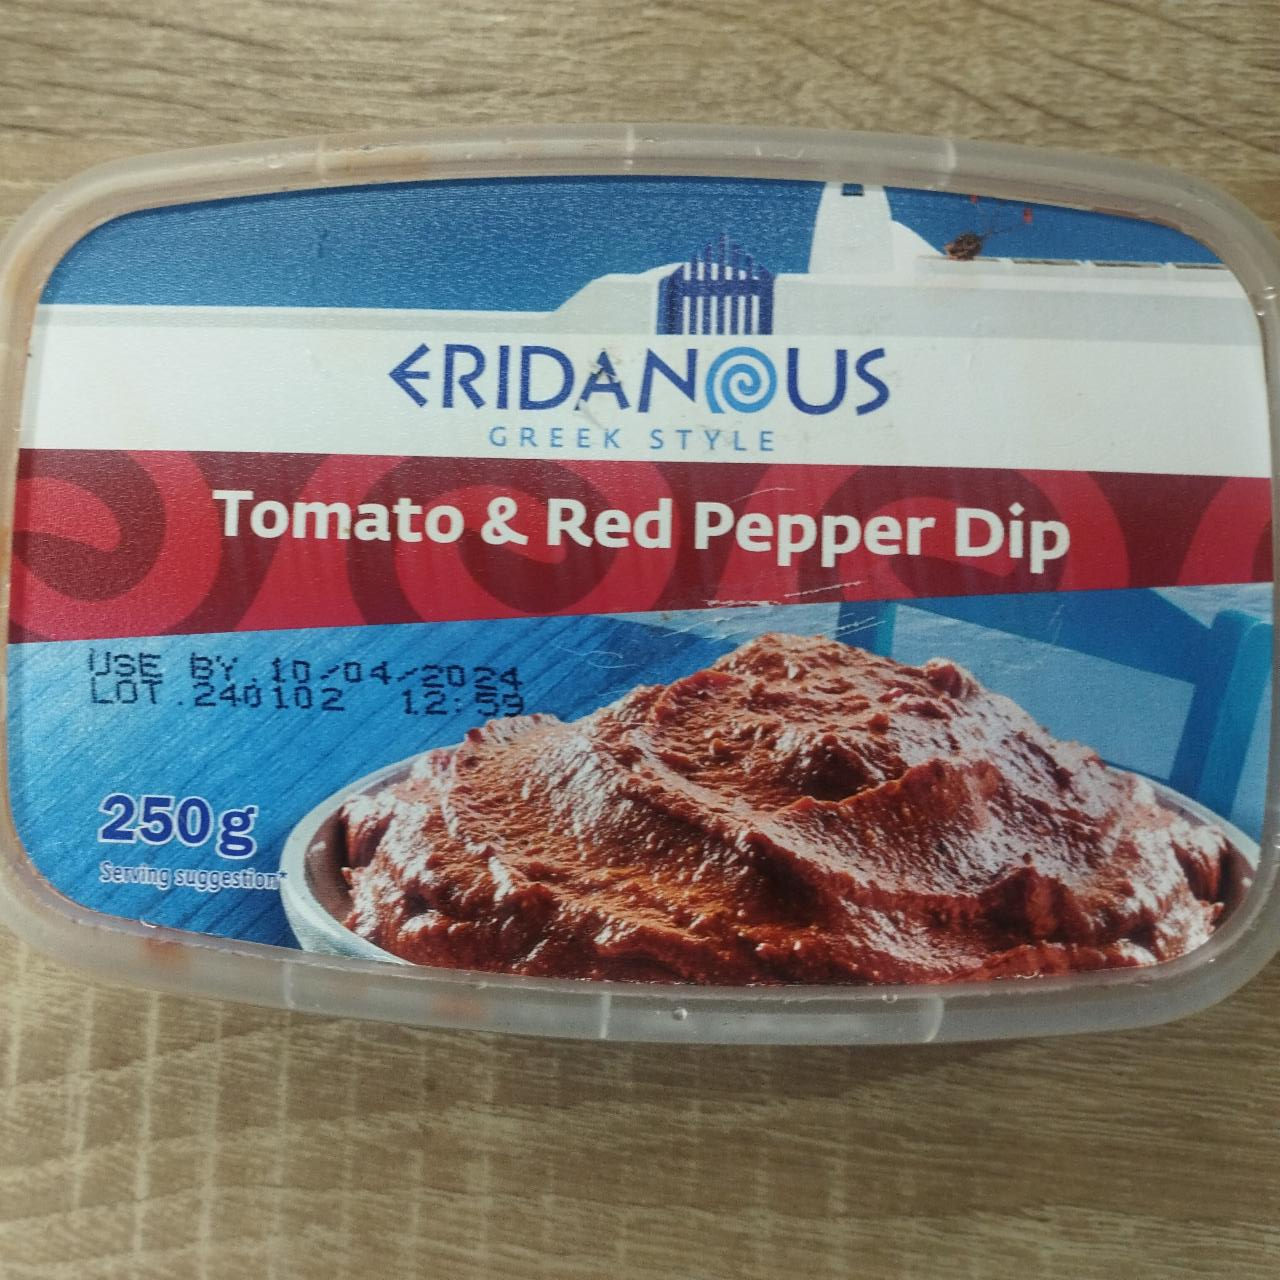 ERIDANOUS
GREEK STYLE
Tomato & Red Pepper Dip
USE BY.10/04/2024
LOT.240102 12:59
250g
Serving suggestion*